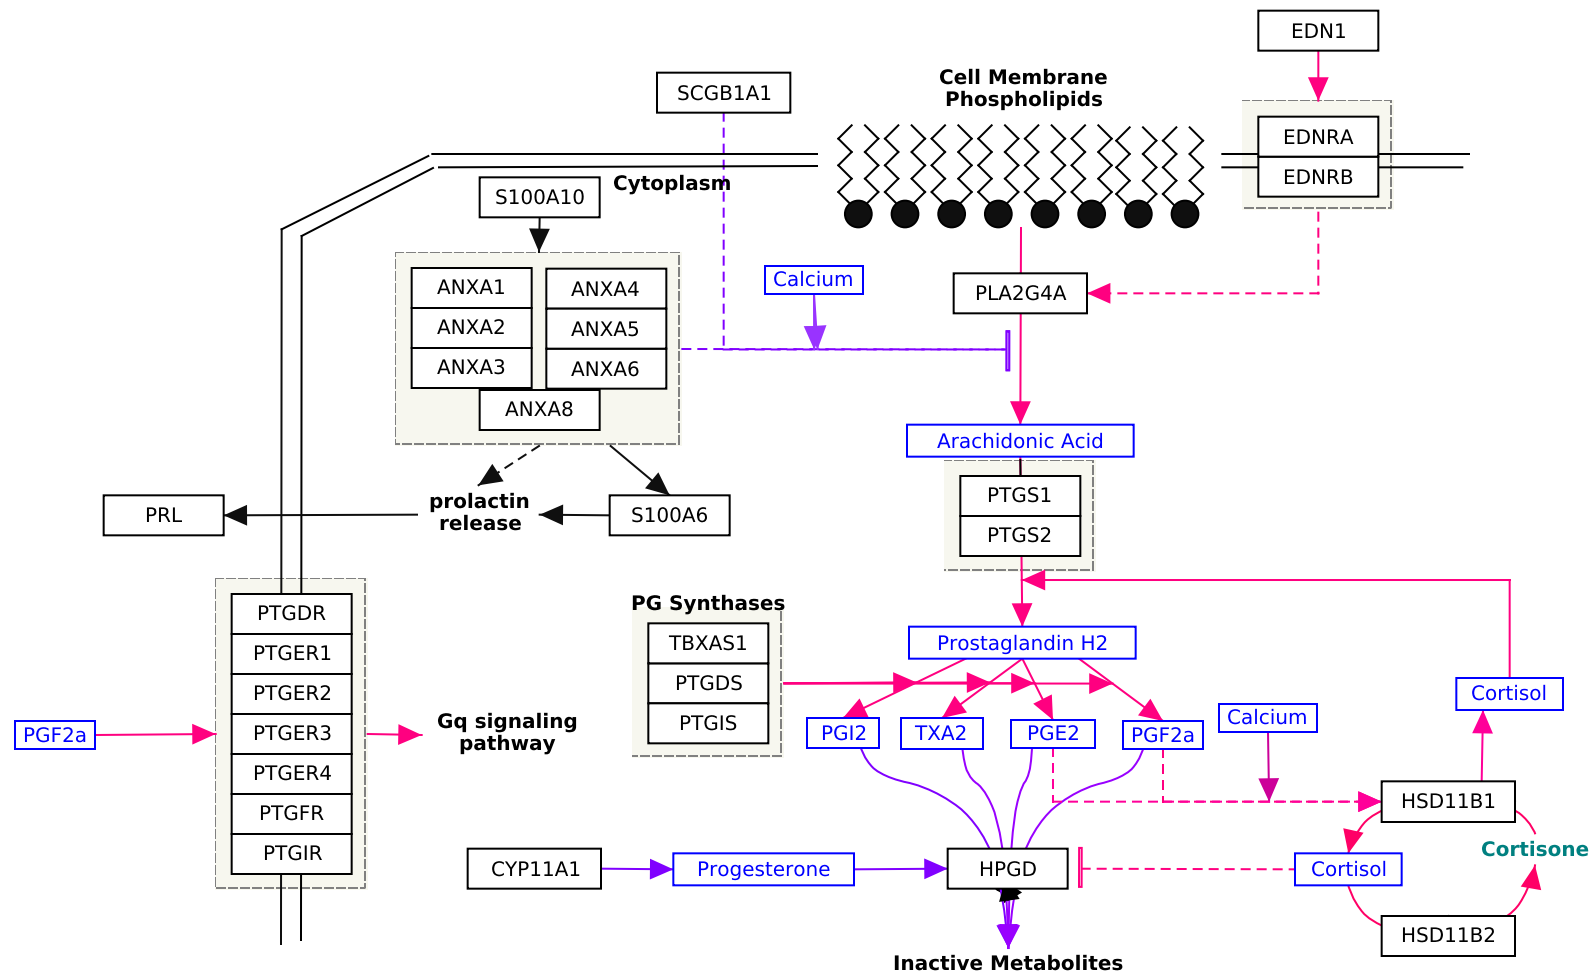 EDN1
Cell Membrane
Phospholipids
SCGB1A1
EDNRA
EDNRB
Cytoplasm
S100A10
Calcium
PLA2G4A
ANXA1
ANXA4
ANXA2
ANXA5
ANXA3
ANXA6
ANXA8
Arachidonic Acid
PTGS1
PTGS2
prolactin
release
PRL
S100A6
PTGDR
PTGER1
PTGER2
PTGER3
PTGER4
PTGFR
PTGIR
PG Synthases
TBXAS1
PTGDS
PTGIS
Prostaglandin H2
PGF2a
Gq signaling
pathway
PGI2
TXA2
PGE2
PGF2a
Calcium
Cortisol
HSD11B1
Cortisone
CYP11A1
Progesterone
HPGD
Cortisol
HSD11B2
Inactive Metabolites